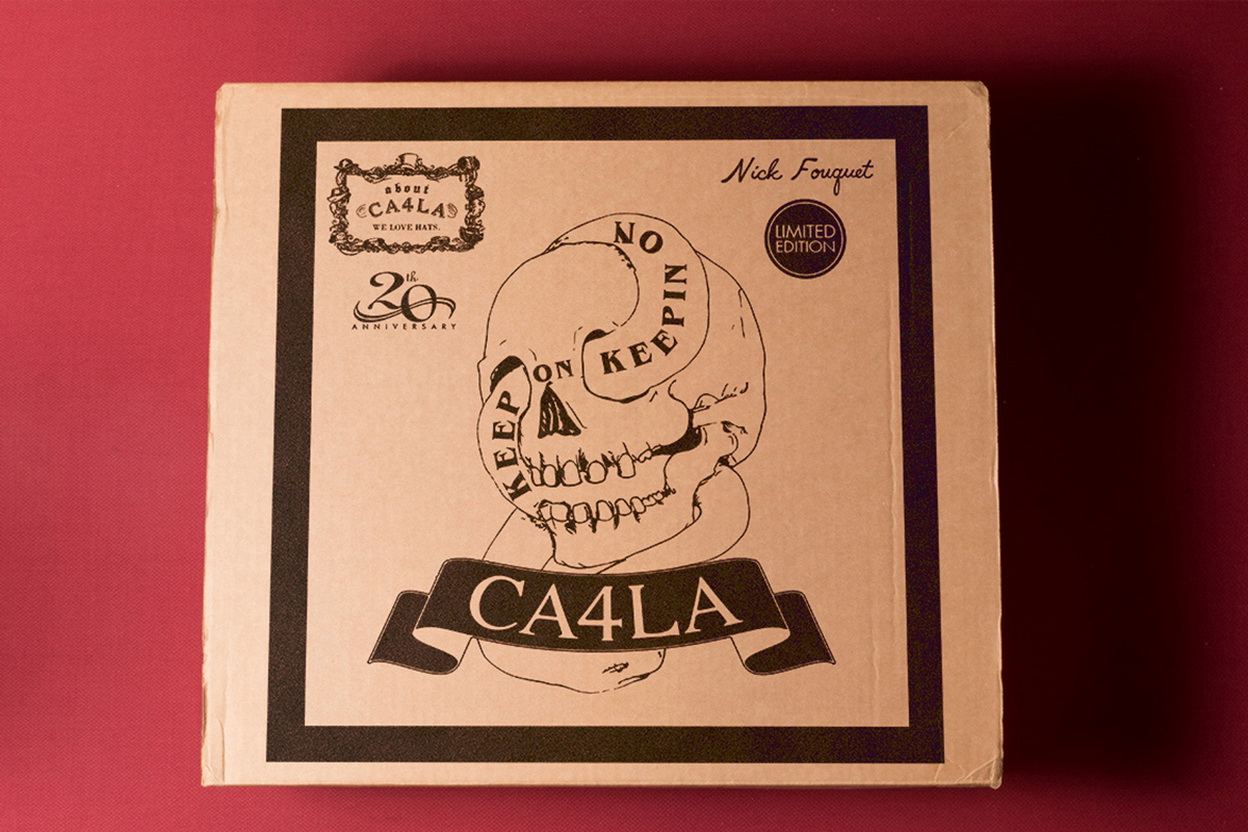 about
CA4LA
WE LOVE HATS.
20th
ANNIVERSARY
Nick Fouquet
LIMITED
EDITION
NO
KEEPIN
ON
KEEP
CA4LA